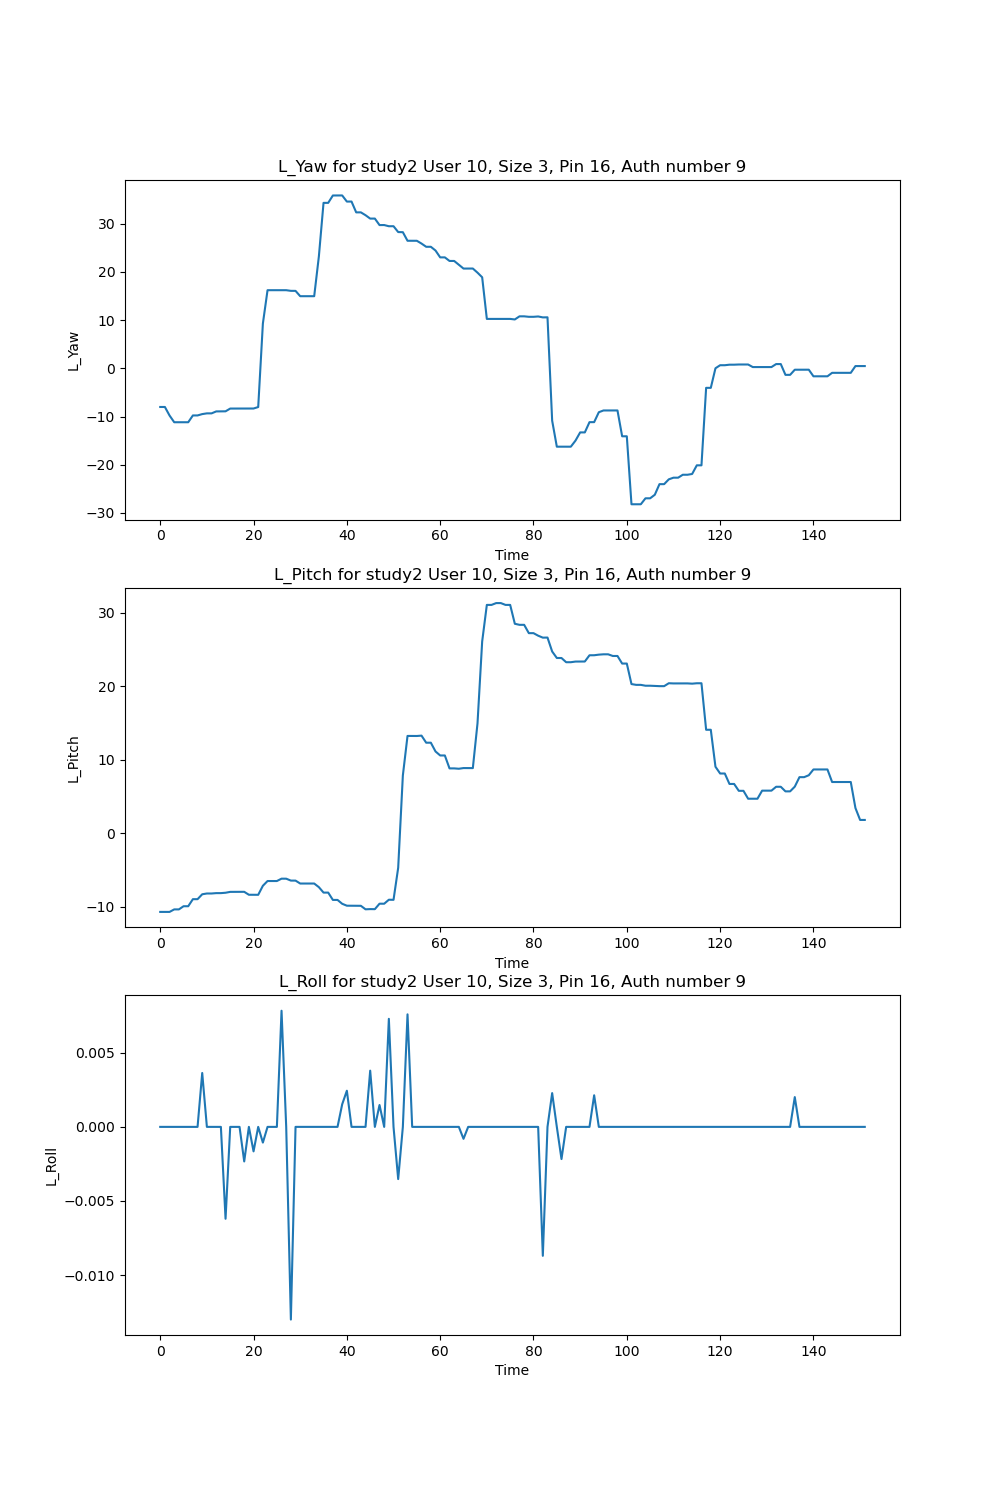 L_Yaw for study2 User 10, Size 3, Pin 16, Auth number 9
30
20
10
0
−10
−20
−30
L_Yaw
0 20 40 60 80 100 120 140
Time
L_Pitch for study2 User 10, Size 3, Pin 16, Auth number 9
30
20
10
0
−10
L_Pitch
0 20 40 60 80 100 120 140
Time
L_Roll for study2 User 10, Size 3, Pin 16, Auth number 9
0.005
0.000
−0.005
−0.010
L_Roll
0 20 40 60 80 100 120 140
Time